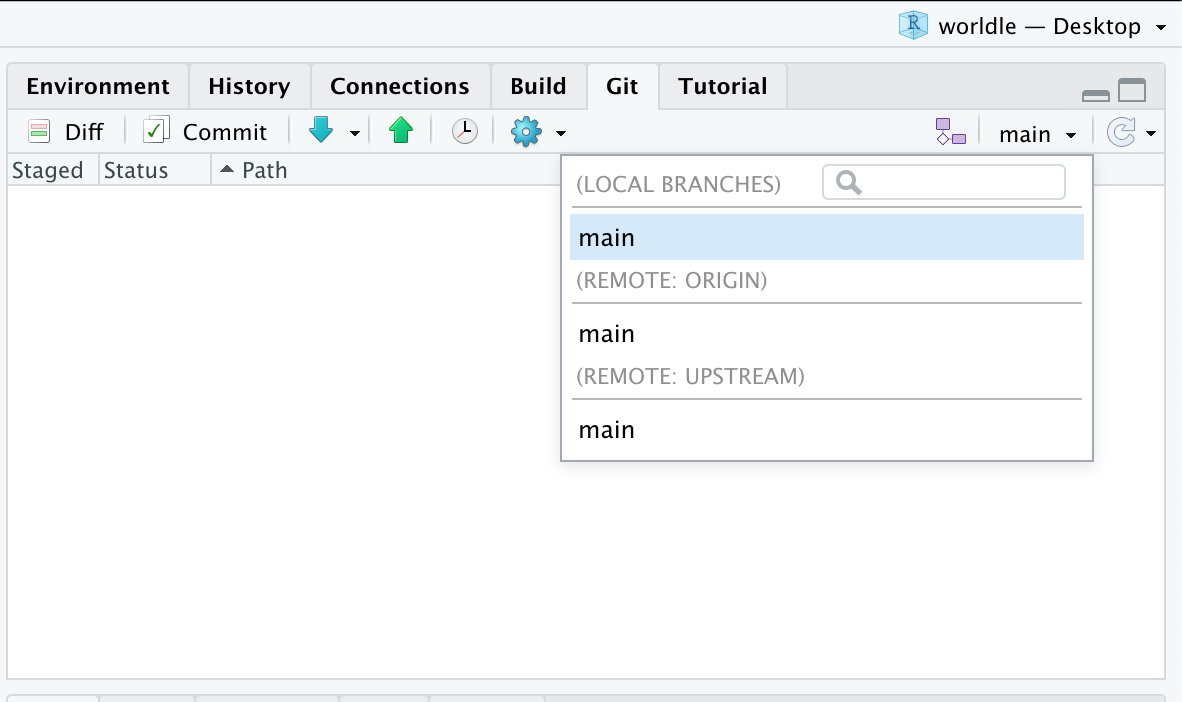 worldle — Desktop
Environment History Connections Build Git Tutorial
Diff Commit main
Staged Status Path
(LOCAL BRANCHES)
main
(REMOTE: ORIGIN)
main
(REMOTE: UPSTREAM)
main